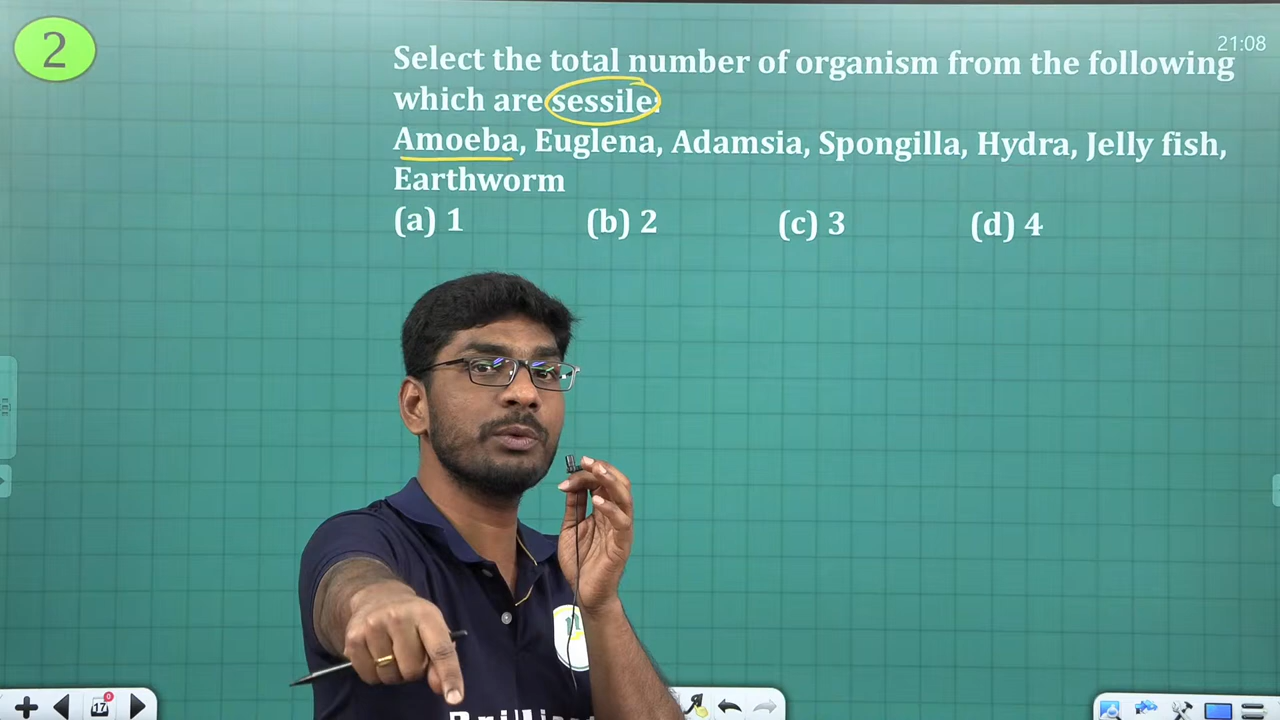 2
21:08
Select the total number of organism from the following
which are sessile:
Amoeba, Euglena, Adamsia, Spongilla, Hydra, Jelly fish,
Earthworm
(a) 1 (b) 2 (c) 3 (d) 4
17
0